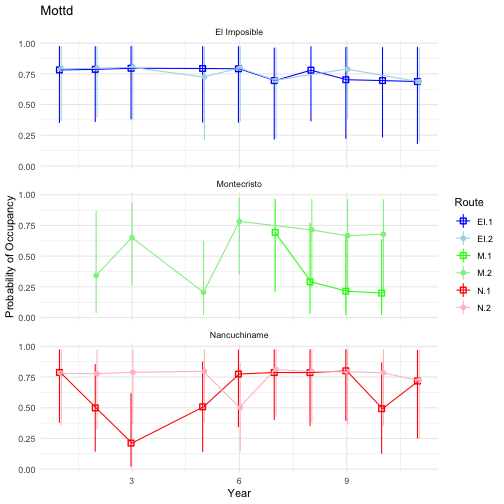 Mottd
El Imposible
1.00
0.75
0.50
0.25
0.00
Montecristo
1.00
0.75
0.50
0.25
0.00
Nancuchiname
1.00
0.75
0.50
0.25
0.00
3
6
9
Year
Probability of Occupancy
Route
EI.1
EI.2
M.1
M.2
N.1
N.2